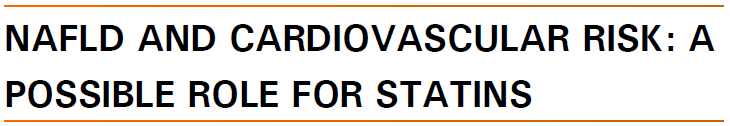 NAFLD AND CARDIOVASCULAR RISK: A
POSSIBLE ROLE FOR STATINS